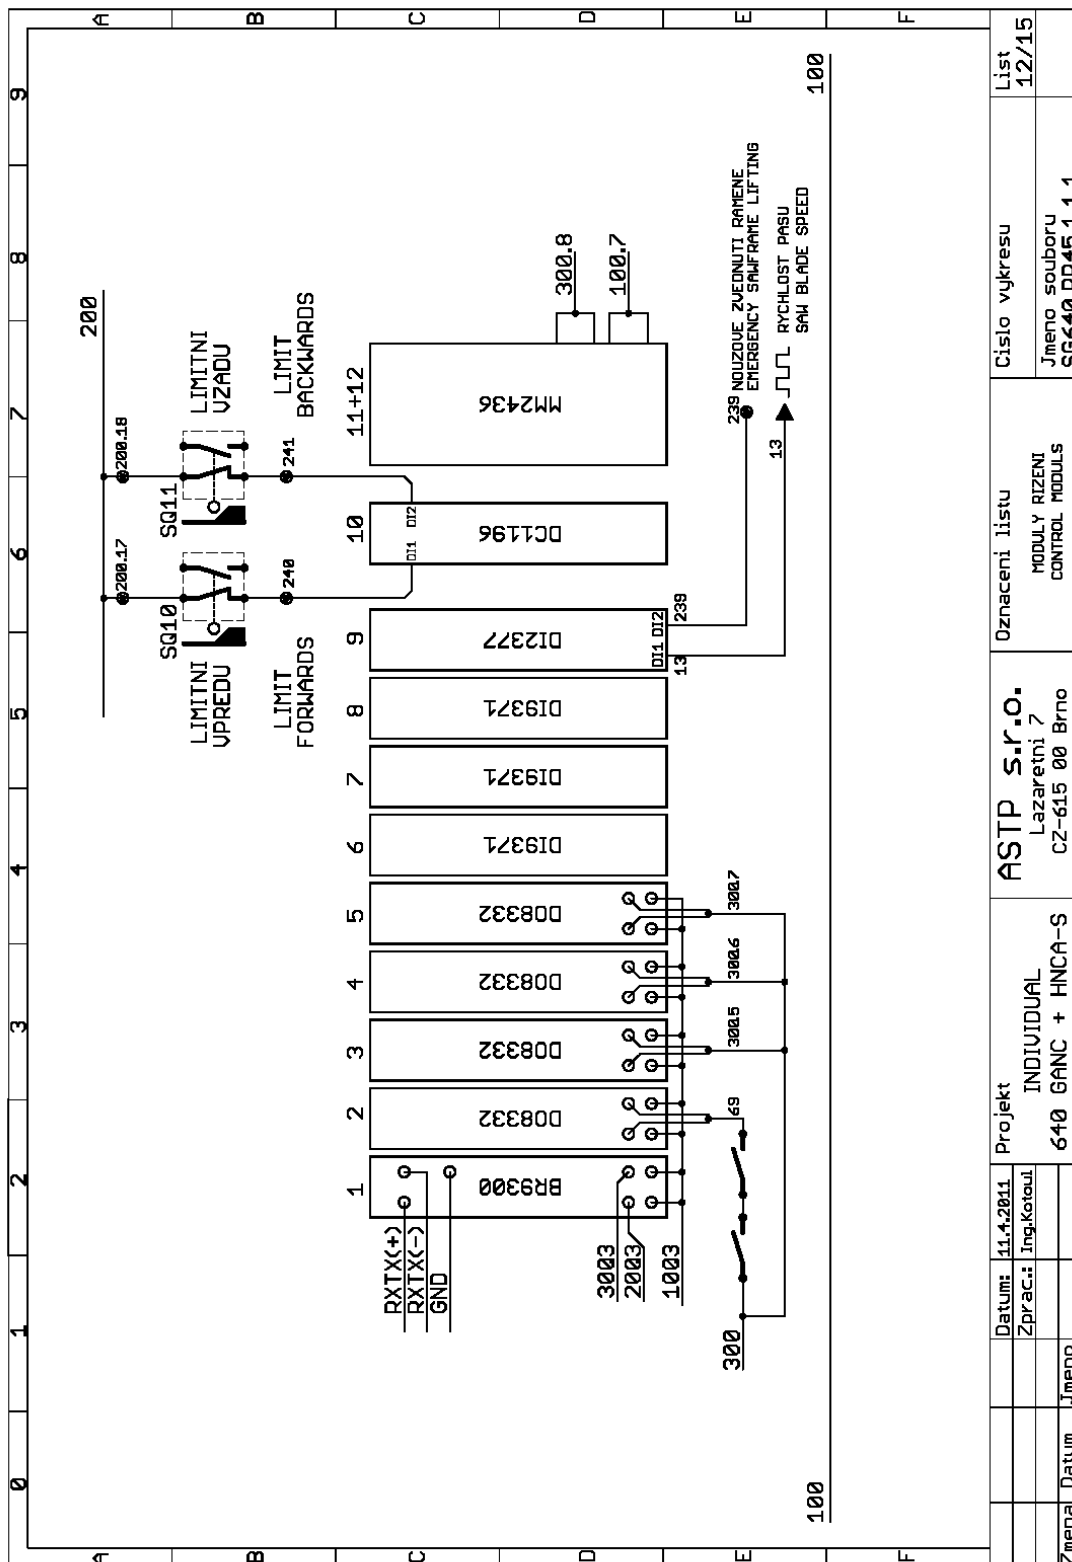 0 1 2 3 4 5 6 7 8 9
A
B
C
D
E
F
A
B
C
D
E
F
200
200.17
200.18
SQ10
SQ11
LIMITNI
VPREDU
LIMITNI
VZADU
240
241
LIMIT
FORWARDS
LIMIT
BACKWARDS
RXTX(+)
RXTX(-)
GND
1 2 3 4 5 6 7 8 9 10 11+12
DI1 DI2
BR9300
DO8332
DO8332
DO8332
DO8332
DI9371
DI9371
DI9371
DI2377
DC1196
MM2436
300.8
100.7
3003
2003
1003
DI1 DI2
13
239
69
300.5
300.6
300.7
300
239
NOUZOVE ZVEDNUTI RAMENE
EMERGENCY SAWFRAME LIFTING
13
RYCHLOST PASU
SAW BLADE SPEED
100
100
Datum:
11.4.2011
Zprac.:
Ing.Kotoul
Zmena
Datum
Jmeno
Projekt
INDIVIDUAL
640 GANC + HNCA-S
ASTP s.r.o.
Lazaretni 7
CZ-615 00 Brno
Oznaceni listu
MODULY RIZENI
CONTROL MODULS
Cislo vykresu
Jmeno souboru
List
12/15